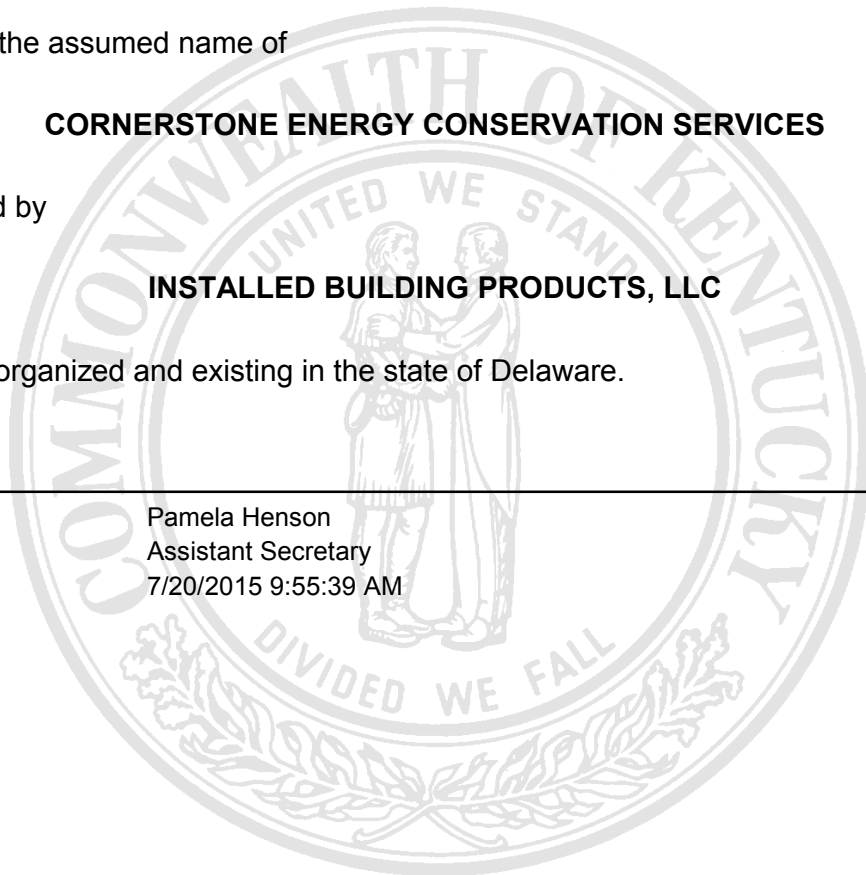 the assumed name of
CORNERSTONE ENERGY CONSERVATION SERVICES
d by
INSTALLED BUILDING PRODUCTS, LLC
organized and existing in the state of Delaware.
Pamela Henson
Assistant Secretary
7/20/2015 9:55:39 AM
COMMONWEALTH OF KENTUCKY
UNITED WE STAND
DIVIDED WE FALL